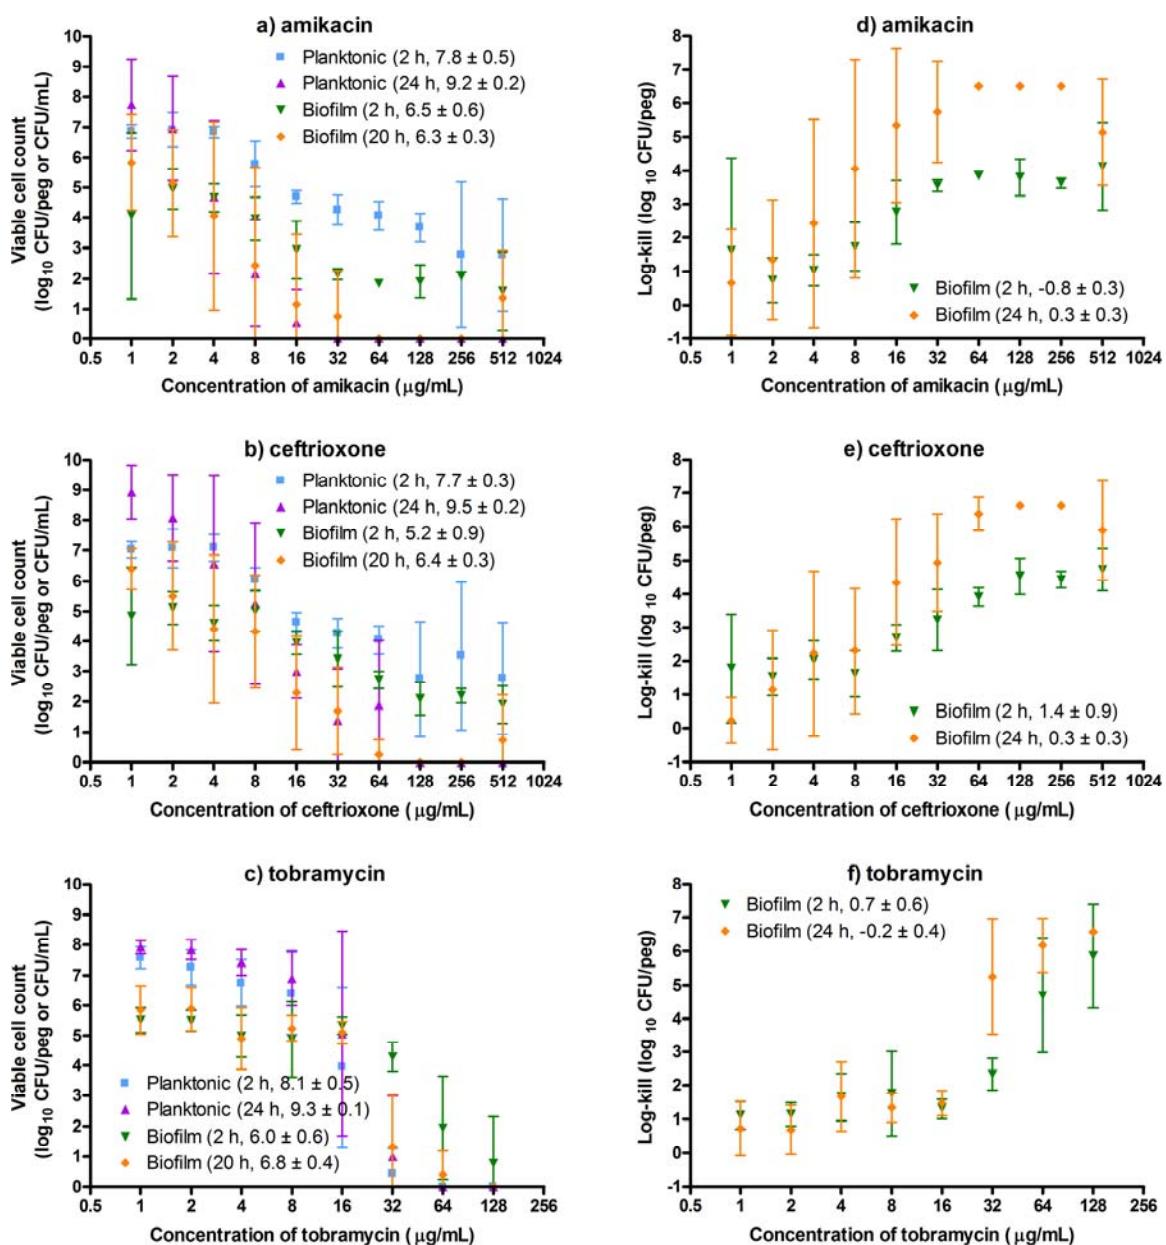 a) amikacin
10
9
8
7
6
5
4
3
2
1
0
Viable cell count
(log10 CFU/peg or CFU/mL)
Planktonic (2 h, 7.8 ± 0.5)
Planktonic (24 h, 9.2 ± 0.2)
Biofilm (2 h, 6.5 ± 0.6)
Biofilm (20 h, 6.3 ± 0.3)
0.5 1 2 4 8 16 32 64 128 256 512 1024
Concentration of amikacin (μg/mL)
d) amikacin
8
7
6
5
4
3
2
1
0
-1
Log-kill (log 10 CFU/peg)
Biofilm (2 h, -0.8 ± 0.3)
Biofilm (24 h, 0.3 ± 0.3)
0.5 1 2 4 8 16 32 64 128 256 512 1024
Concentration of amikacin (μg/mL)
b) ceftrioxone
10
9
8
7
6
5
4
3
2
1
0
Viable cell count
(log10 CFU/peg or CFU/mL)
Planktonic (2 h, 7.7 ± 0.3)
Planktonic (24 h, 9.5 ± 0.2)
Biofilm (2 h, 5.2 ± 0.9)
Biofilm (20 h, 6.4 ± 0.3)
0.5 1 2 4 8 16 32 64 128 256 512 1024
Concentration of ceftrioxone (μg/mL)
e) ceftrioxone
8
7
6
5
4
3
2
1
0
-1
Log-kill (log 10 CFU/peg)
Biofilm (2 h, 1.4 ± 0.9)
Biofilm (24 h, 0.3 ± 0.3)
0.5 1 2 4 8 16 32 64 128 256 512 1024
Concentration of ceftrioxone (μg/mL)
c) tobramycin
10
9
8
7
6
5
4
3
2
1
0
Viable cell count
(log10 CFU/peg or CFU/mL)
Planktonic (2 h, 8.1 ± 0.5)
Planktonic (24 h, 9.3 ± 0.1)
Biofilm (2 h, 6.0 ± 0.6)
Biofilm (20 h, 6.8 ± 0.4)
0.5 1 2 4 8 16 32 64 128 256
Concentration of tobramycin (μg/mL)
f) tobramycin
8
7
6
5
4
3
2
1
0
-1
Log-kill (log 10 CFU/peg)
Biofilm (2 h, 0.7 ± 0.6)
Biofilm (24 h, -0.2 ± 0.4)
0.5 1 2 4 8 16 32 64 128 256
Concentration of tobramycin (μg/mL)